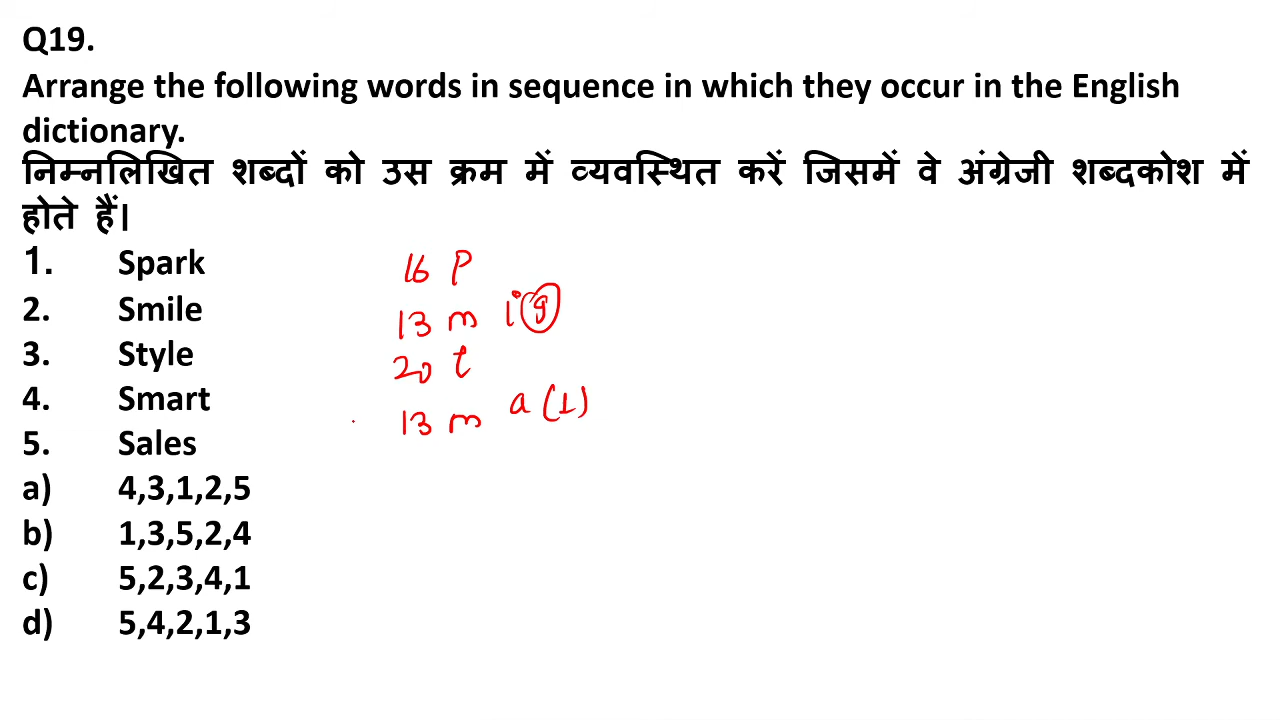 Q19.
Arrange the following words in sequence in which they occur in the English
dictionary.
निम्नलिखित शब्दों को उस क्रम में व्यवस्थित करें जिसमें वे अंग्रेजी शब्दकोश में
होते हैं।
1. Spark 16 p
2. Smile 13 m i (9)
3. Style 20 t
4. Smart 13 m a (1)
5. Sales
a) 4,3,1,2,5
b) 1,3,5,2,4
c) 5,2,3,4,1
d) 5,4,2,1,3